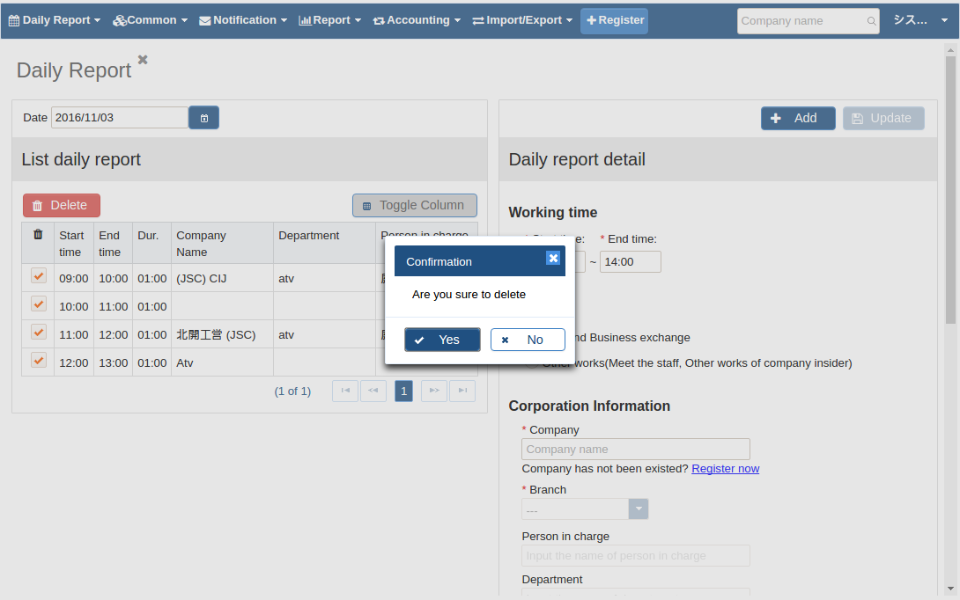 Daily Report Common Notification Report Accounting Import/Export Register Company name シス...
Daily Report
Date 2016/11/03
Add Update
List daily report
Daily report detail
Delete Toggle Column
Working time
Start time End time Dur. Company Name Department Person in charge
* Start time: * End time:
~ 14:00
09:00 10:00 01:00 (JSC) CIJ atv
10:00 11:00 01:00
11:00 12:00 01:00 北開工営 (JSC) atv
12:00 13:00 01:00 Atv
(1 of 1) 1
Confirmation
Are you sure to delete
Yes No
Business exchange
Other works(Meet the staff, Other works of company insider)
Corporation Information
* Company
Company name
Company has not been existed? Register now
* Branch
---
Person in charge
Input the name of person in charge
Department